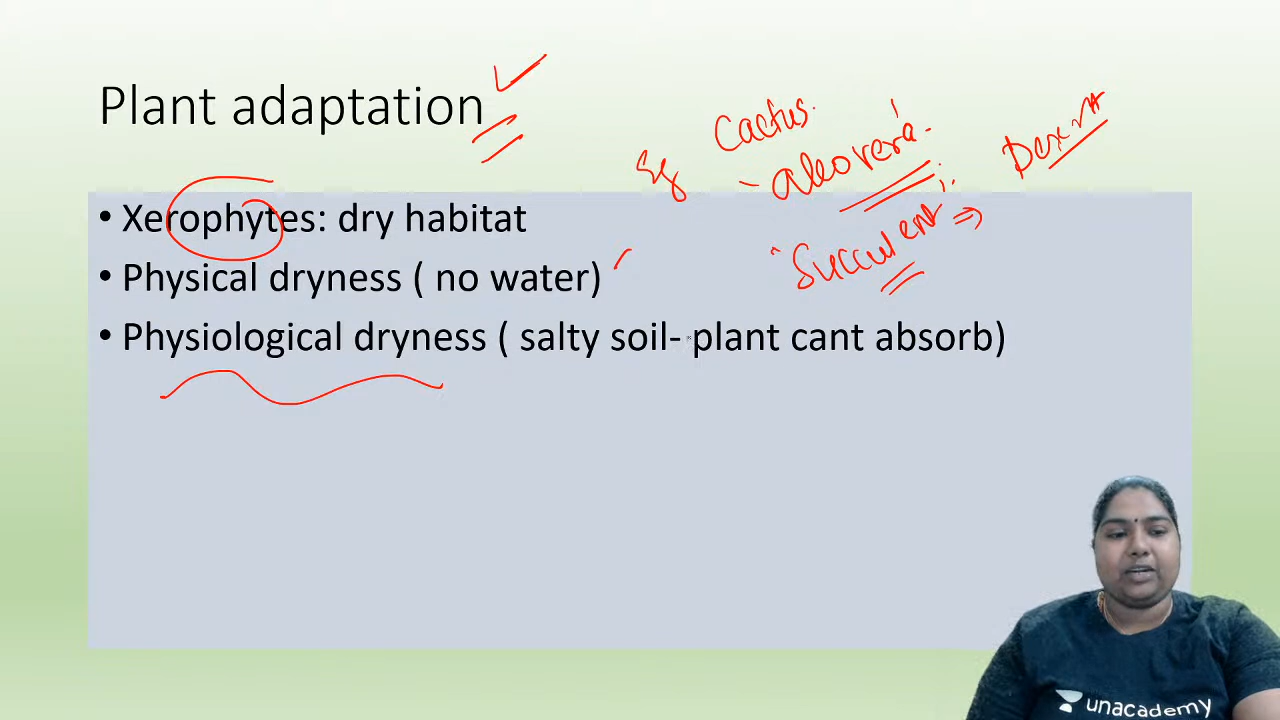 Plant adaptation
Eg Cactus.
aleovera.
Succulent
Desert
• Xerophytes: dry habitat
• Physical dryness ( no water)
• Physiological dryness ( salty soil- plant cant absorb)
unacademy